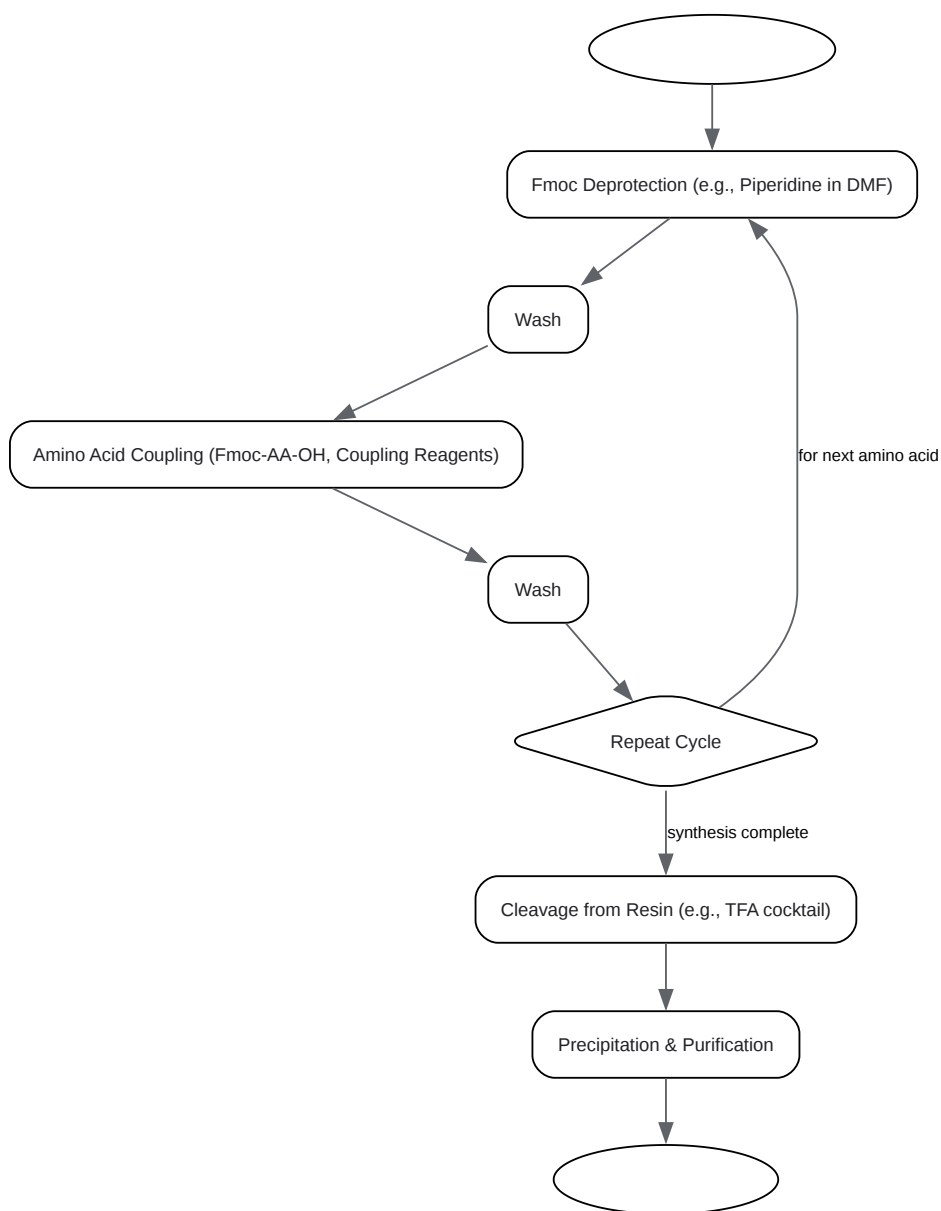 Fmoc Deprotection (e.g., Piperidine in DMF)
Wash
Amino Acid Coupling (Fmoc-AA-OH, Coupling Reagents)
for next amino acid
Wash
Repeat Cycle
synthesis complete
Cleavage from Resin (e.g., TFA cocktail)
Precipitation & Purification